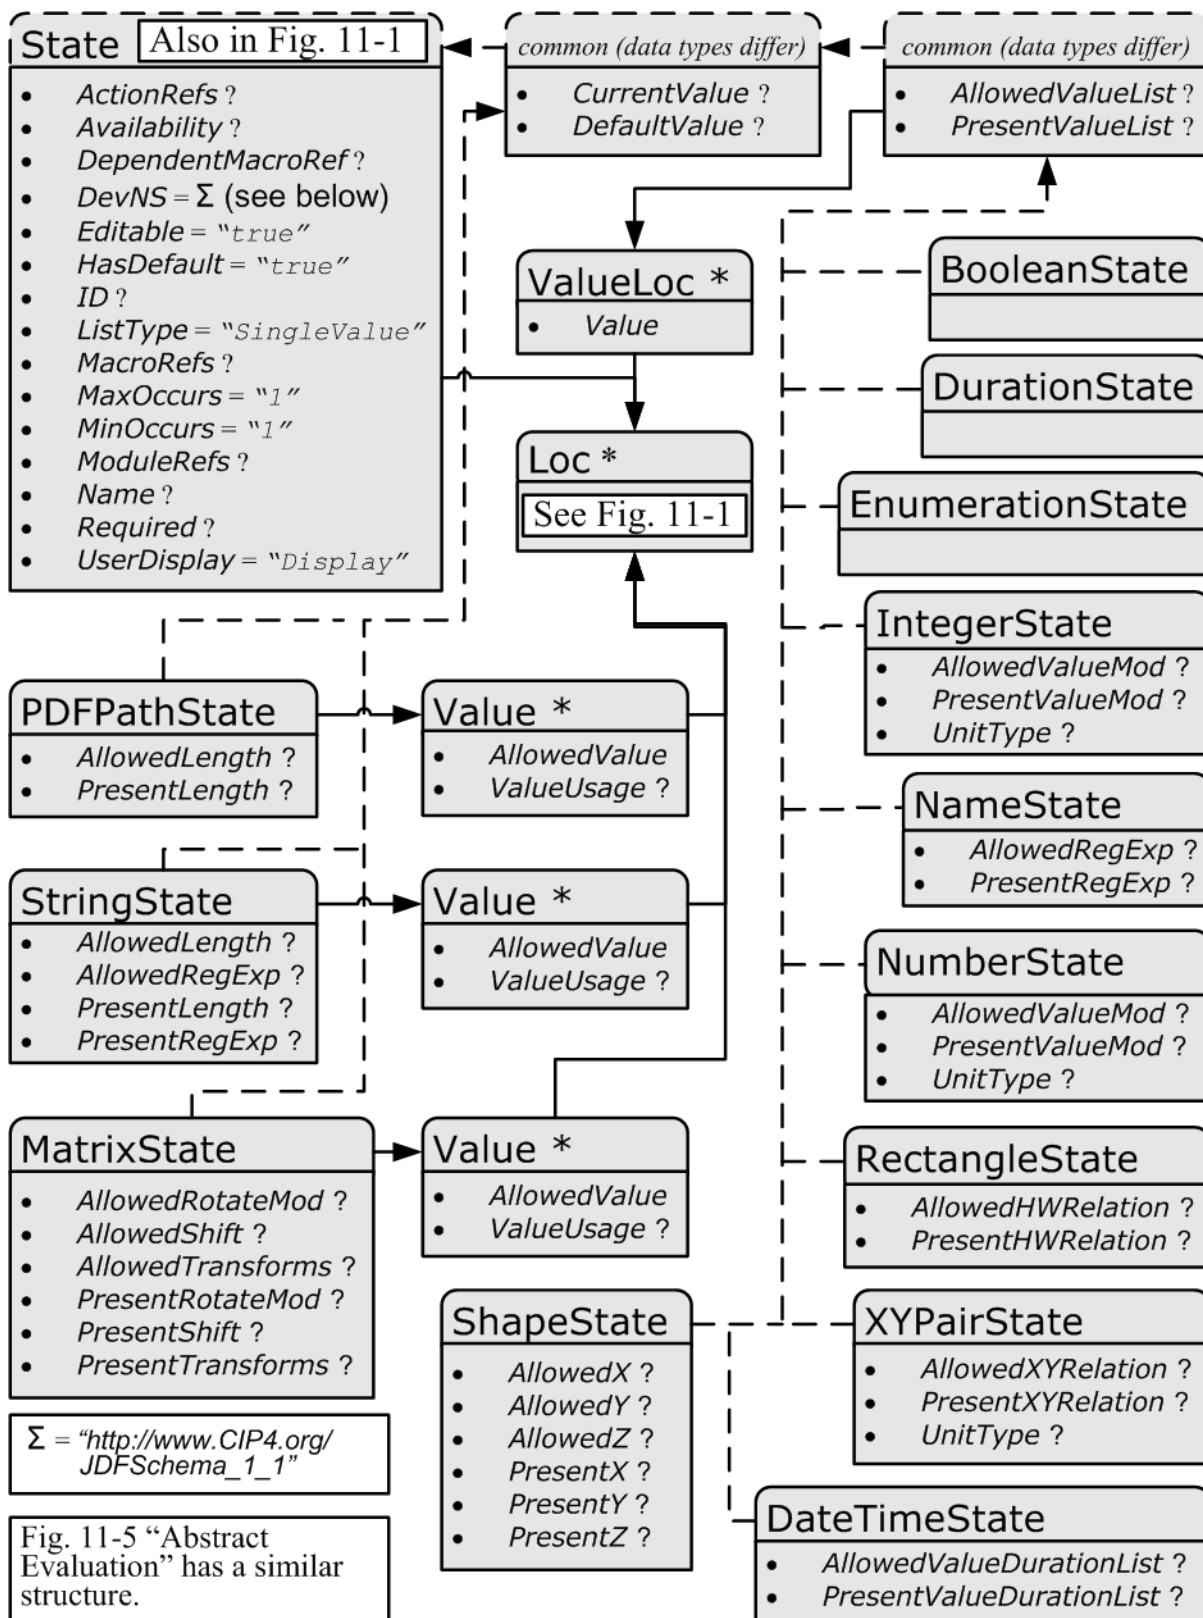 State
Also in Fig. 11-1
• ActionRefs ?
• Availability ?
• DependentMacroRef ?
• DevNS = Σ (see below)
• Editable = “true”
• HasDefault = “true”
• ID ?
• ListType = “SingleValue”
• MacroRefs ?
• MaxOccurs = “1”
• MinOccurs = “1”
• ModuleRefs ?
• Name ?
• Required ?
• UserDisplay = “Display”
common (data types differ)
• CurrentValue ?
• DefaultValue ?
common (data types differ)
• AllowedValueList ?
• PresentValueList ?
ValueLoc *
• Value
Loc *
See Fig. 11-1
BooleanState
DurationState
EnumerationState
IntegerState
• AllowedValueMod ?
• PresentValueMod ?
• UnitType ?
NameState
• AllowedRegExp ?
• PresentRegExp ?
NumberState
• AllowedValueMod ?
• PresentValueMod ?
• UnitType ?
RectangleState
• AllowedHWRelation ?
• PresentHWRelation ?
XYPairState
• AllowedXYRelation ?
• PresentXYRelation ?
• UnitType ?
DateTimeState
• AllowedValueDurationList ?
• PresentValueDurationList ?
PDFPathState
• AllowedLength ?
• PresentLength ?
Value *
• AllowedValue
• ValueUsage ?
StringState
• AllowedLength ?
• AllowedRegExp ?
• PresentLength ?
• PresentRegExp ?
Value *
• AllowedValue
• ValueUsage ?
MatrixState
• AllowedRotateMod ?
• AllowedShift ?
• AllowedTransforms ?
• PresentRotateMod ?
• PresentShift ?
• PresentTransforms ?
Value *
• AllowedValue
• ValueUsage ?
ShapeState
• AllowedX ?
• AllowedY ?
• AllowedZ ?
• PresentX ?
• PresentY ?
• PresentZ ?
Σ = “http://www.CIP4.org/
JDFSchema_1_1”
Fig. 11-5 “Abstract
Evaluation” has a similar
structure.